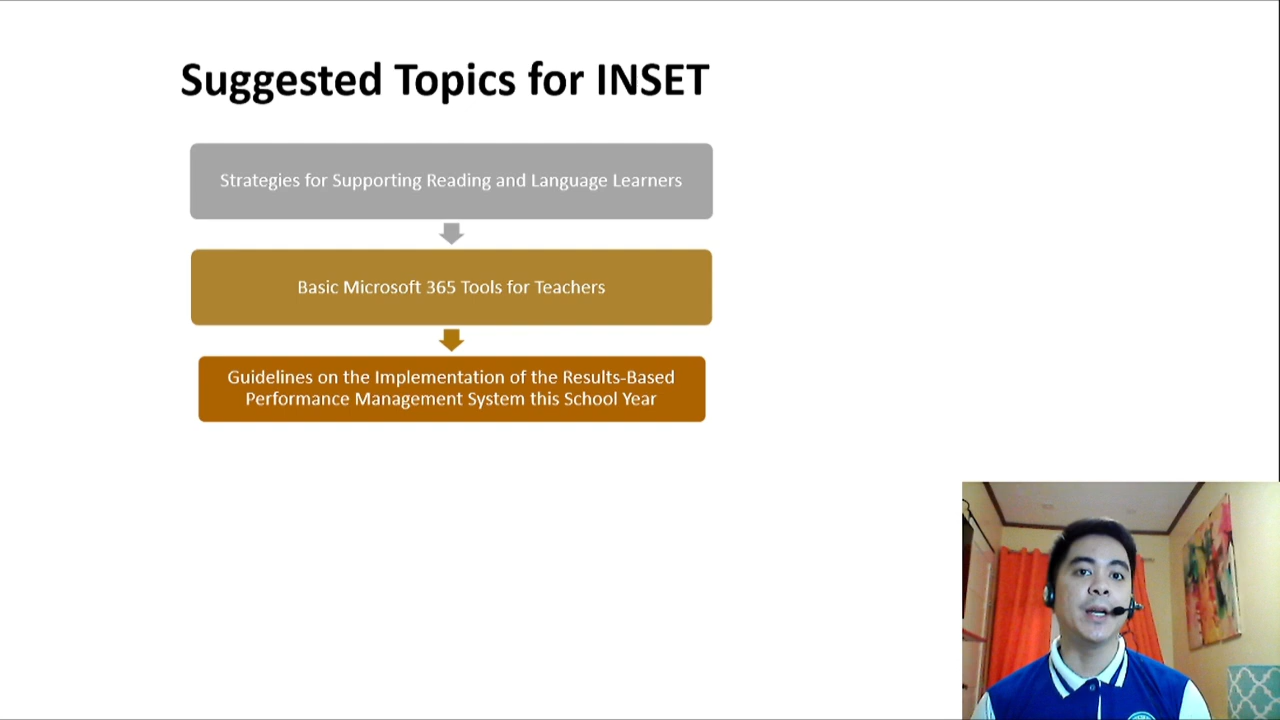 Suggested Topics for INSET
Strategies for Supporting Reading and Language Learners
Basic Microsoft 365 Tools for Teachers
Guidelines on the Implementation of the Results-Based
Performance Management System this School Year